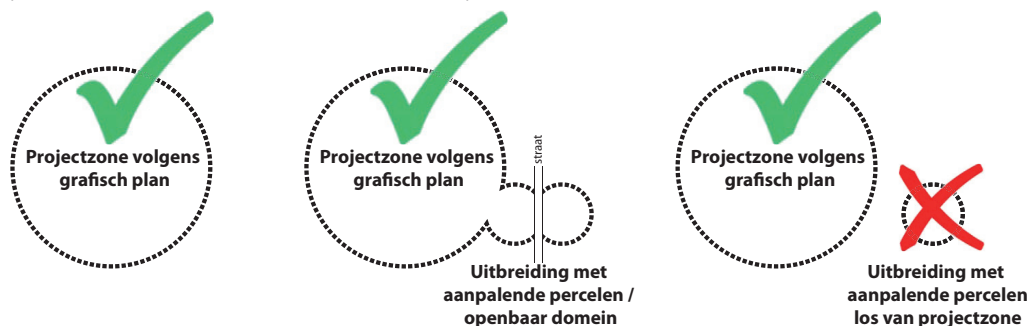 Projectzone volgens
grafisch plan
Projectzone volgens
grafisch plan
straat
Uitbreiding met
aanpalende percelen /
openbaar domein
Projectzone volgens
grafisch plan
Uitbreiding met
aanpalende percelen
los van projectzone